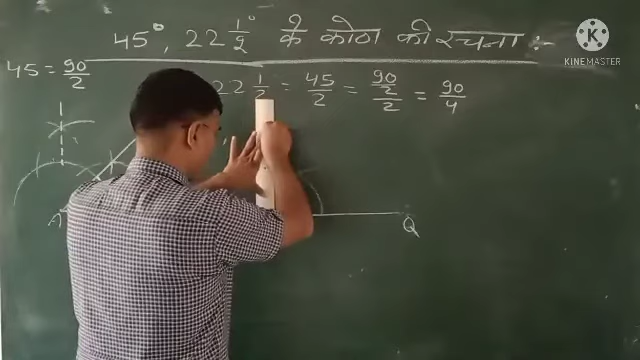 45°, 22 1/2° के कोण की रचना :-
KINEMASTER
45 = 90/2
22 1/2 = 45/2 = 90/2/2 = 90/4
A
Q